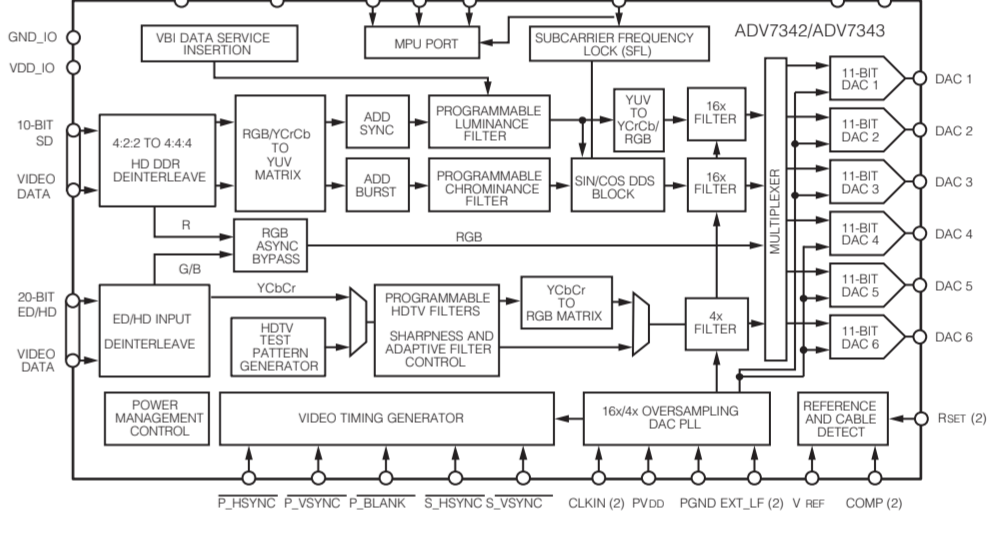 GND_IO
VDD_IO
VBI DATA SERVICE
INSERTION
MPU PORT
SUBCARRIER FREQUENCY
LOCK (SFL)
ADV7342/ADV7343
10-BIT
SD
VIDEO
DATA
4:2:2 TO 4:4:4
HD DDR
DEINTERLEAVE
RGB/YCrCb
TO
YUV
MATRIX
ADD
SYNC
ADD
BURST
PROGRAMMABLE
LUMINANCE
FILTER
PROGRAMMABLE
CHROMINANCE
FILTER
YUV
TO
YCrCb/
RGB
SIN/COS DDS
BLOCK
16x
FILTER
16x
FILTER
MULTIPLEXER
11-BIT
DAC 1
DAC 1
11-BIT
DAC 2
DAC 2
11-BIT
DAC 3
DAC 3
11-BIT
DAC 4
DAC 4
11-BIT
DAC 5
DAC 5
11-BIT
DAC 6
DAC 6
R
G/B
RGB
ASYNC
BYPASS
RGB
20-BIT
ED/HD
VIDEO
DATA
ED/HD INPUT
DEINTERLEAVE
YCbCr
HDTV
TEST
PATTERN
GENERATOR
PROGRAMMABLE
HDTV FILTERS
SHARPNESS AND
ADAPTIVE FILTER
CONTROL
YCbCr
TO
RGB MATRIX
4x
FILTER
POWER
MANAGEMENT
CONTROL
VIDEO TIMING GENERATOR
16x/4x OVERSAMPLING
DAC PLL
REFERENCE
AND CABLE
DETECT
RSET (2)
P_HSYNC P_VSYNC P_BLANK S_HSYNC S_VSYNC CLKIN (2) PVDD PGND EXT_LF (2) V REF COMP (2)